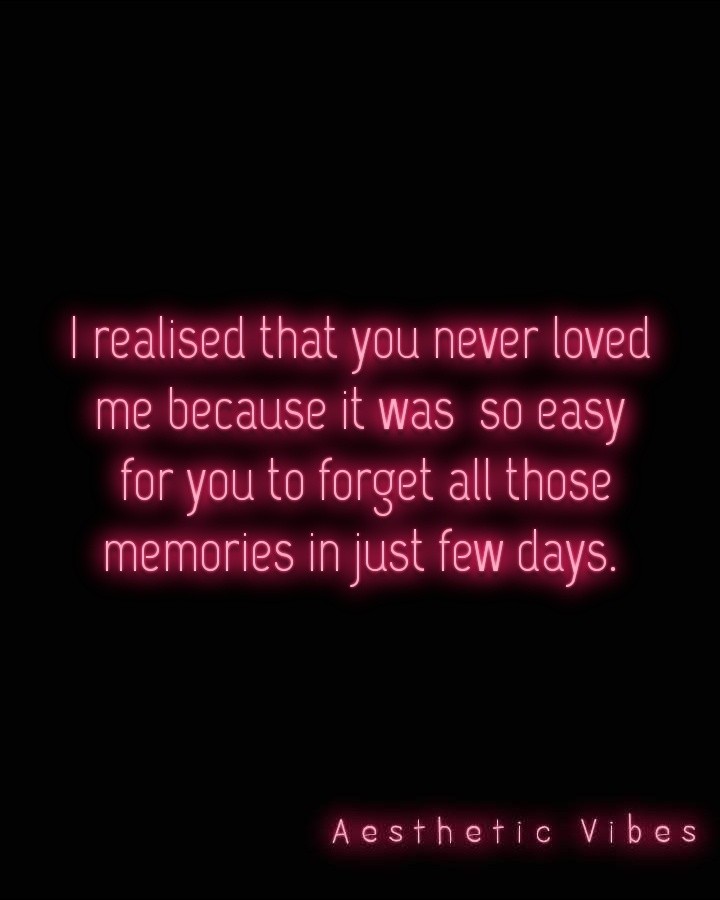 I realised that you never loved
me because it was  so easy
for you to forget all those
memories in just few days.
Aesthetic Vibes